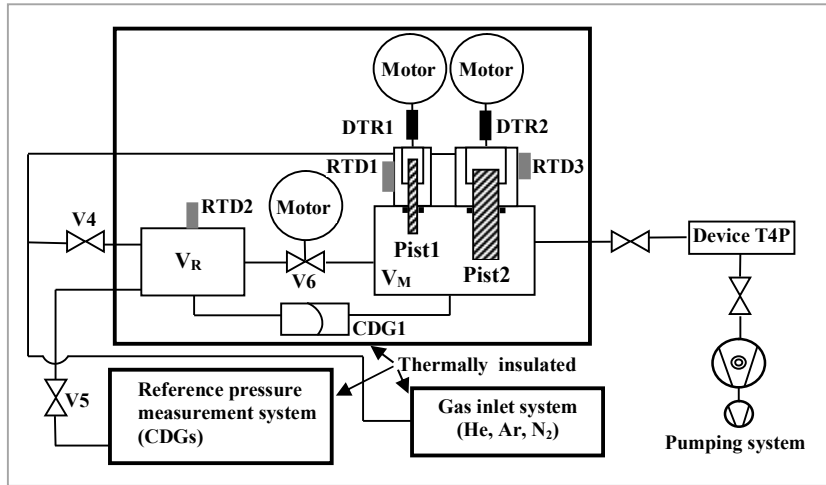 Motor
Motor
DTR1
DTR2
RTD1
RTD3
V4
RTD2
Motor
Pist1
Pist2
Device T4P
VR
V6
VM
CDG1
Thermally insulated
V5
Reference pressure
measurement system
(CDGs)
Gas inlet system
(He, Ar, N2)
Pumping system